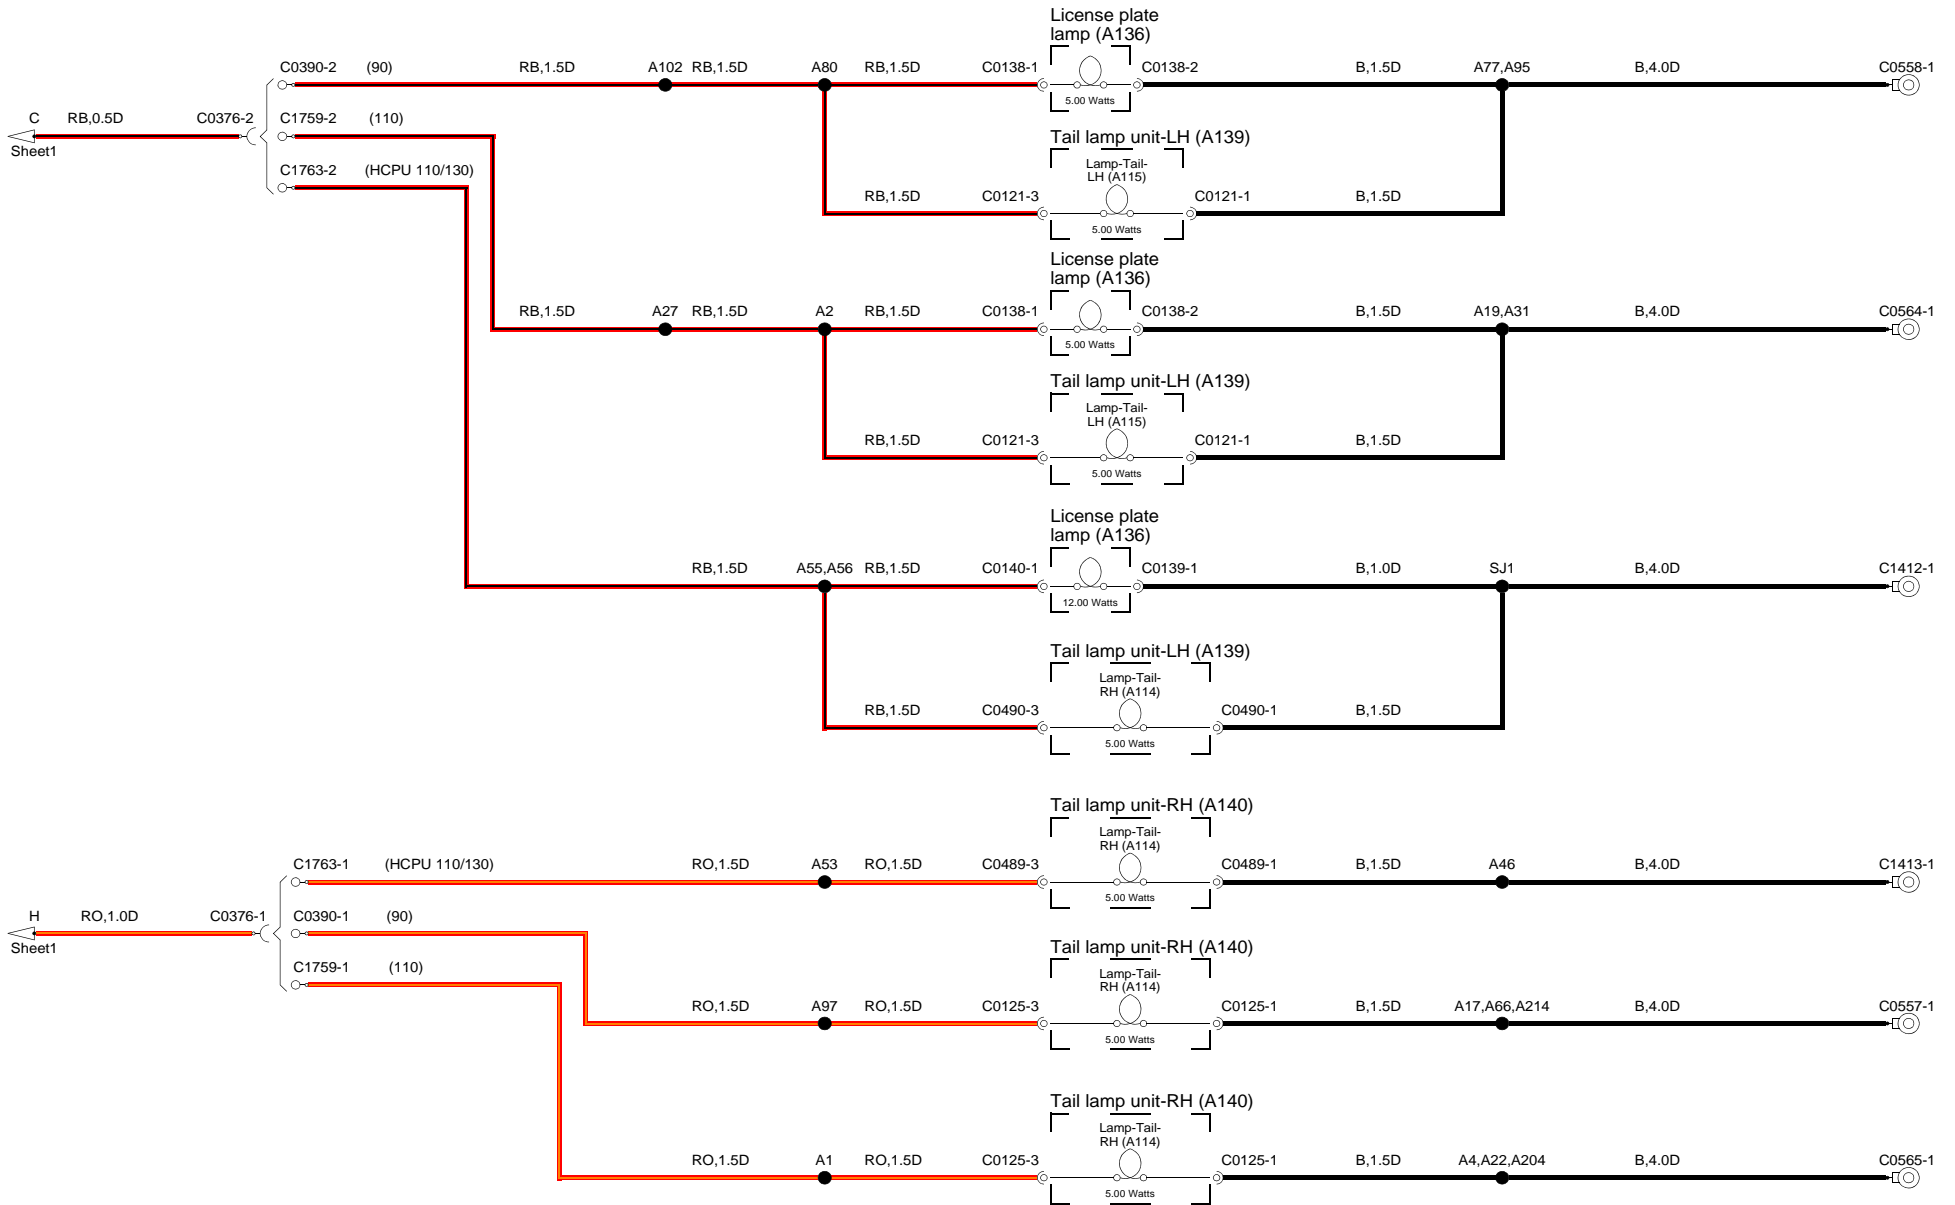 License plate
lamp (A136)
C0390-2 (90) RB,1.5D A102 RB,1.5D A80 RB,1.5D C0138-1 C0138-2 B,1.5D A77,A95 B,4.0D C0558-1
5.00 Watts
C RB,0.5D C0376-2 C1759-2 (110)
Sheet1
Tail lamp unit-LH (A139)
C1763-2 (HCPU 110/130)
Lamp-Tail-
LH (A115)
RB,1.5D C0121-3 C0121-1 B,1.5D
5.00 Watts
License plate
lamp (A136)
RB,1.5D A27 RB,1.5D A2 RB,1.5D C0138-1 C0138-2 B,1.5D A19,A31 B,4.0D C0564-1
5.00 Watts
Tail lamp unit-LH (A139)
Lamp-Tail-
LH (A115)
RB,1.5D C0121-3 C0121-1 B,1.5D
5.00 Watts
License plate
lamp (A136)
RB,1.5D A55,A56 RB,1.5D C0140-1 C0139-1 B,1.0D SJ1 B,4.0D C1412-1
12.00 Watts
Tail lamp unit-LH (A139)
Lamp-Tail-
RH (A114)
RB,1.5D C0490-3 C0490-1 B,1.5D
5.00 Watts
Tail lamp unit-RH (A140)
Lamp-Tail-
RH (A114)
C1763-1 (HCPU 110/130) RO,1.5D A53 RO,1.5D C0489-3 C0489-1 B,1.5D A46 B,4.0D C1413-1
5.00 Watts
H RO,1.0D C0376-1 C0390-1 (90)
Sheet1
Tail lamp unit-RH (A140)
C1759-1 (110)
Lamp-Tail-
RH (A114)
RO,1.5D A97 RO,1.5D C0125-3 C0125-1 B,1.5D A17,A66,A214 B,4.0D C0557-1
5.00 Watts
Tail lamp unit-RH (A140)
Lamp-Tail-
RH (A114)
RO,1.5D A1 RO,1.5D C0125-3 C0125-1 B,1.5D A4,A22,A204 B,4.0D C0565-1
5.00 Watts